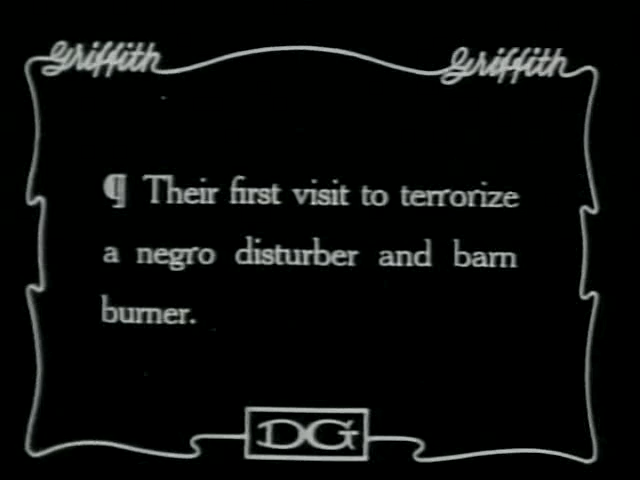 Griffith Griffith
¶ Their first visit to terrorize
a negro disturber and barn
burner.
DG